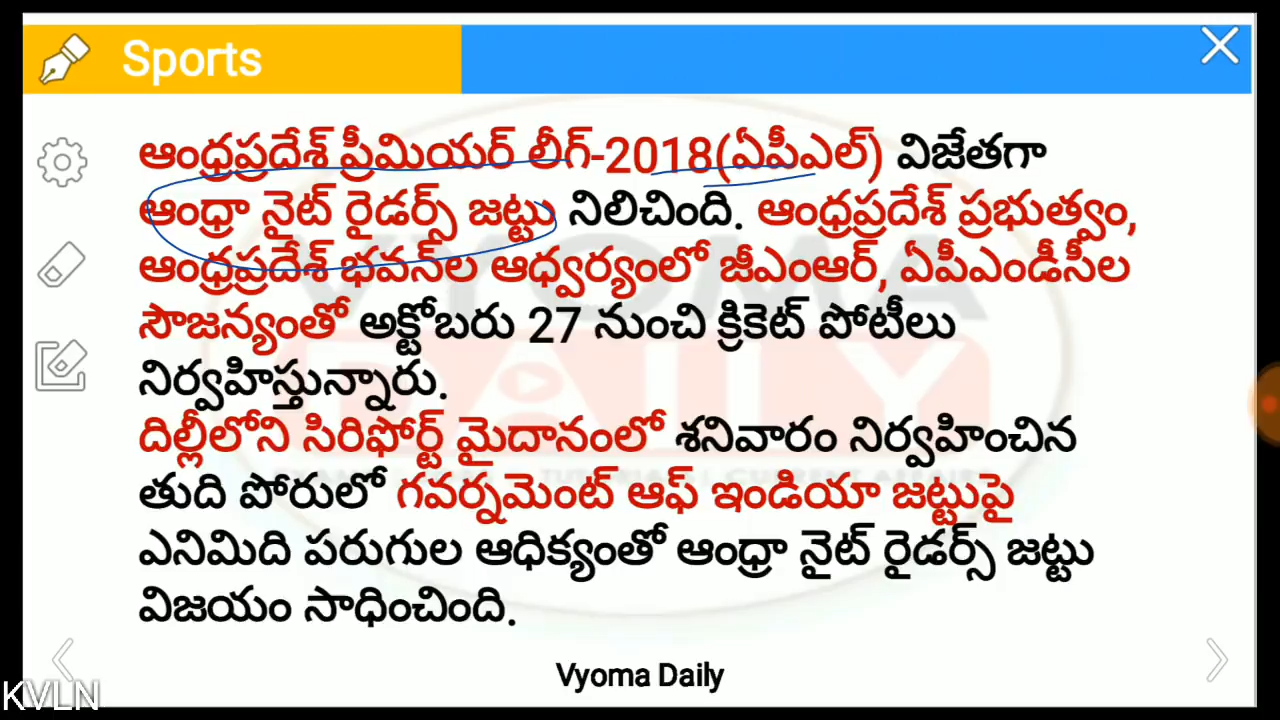 Sports
ఆంధ్రప్రదేశ్ ప్రీమియర్ లీగ్-2018(ఏపీఎల్) విజేతగా
ఆంధ్రా నైట్ రైడర్స్ జట్టు నిలిచింది. ఆంధ్రప్రదేశ్ ప్రభుత్వం,
ఆంధ్రప్రదేశ్ భవన్‌ల ఆధ్వర్యంలో జీఎంఆర్, ఏపీఎండీసీల
సౌజన్యంతో అక్టోబరు 27 నుంచి క్రికెట్ పోటీలు
నిర్వహిస్తున్నారు.
దిల్లీలోని సిరిఫోర్ట్ మైదానంలో శనివారం నిర్వహించిన
తుది పోరులో గవర్నమెంట్ ఆఫ్ ఇండియా జట్టుపై
ఎనిమిది పరుగుల ఆధిక్యంతో ఆంధ్రా నైట్ రైడర్స్ జట్టు
విజయం సాధించింది.
Vyoma Daily
KVLN
VYOMA
DAILY